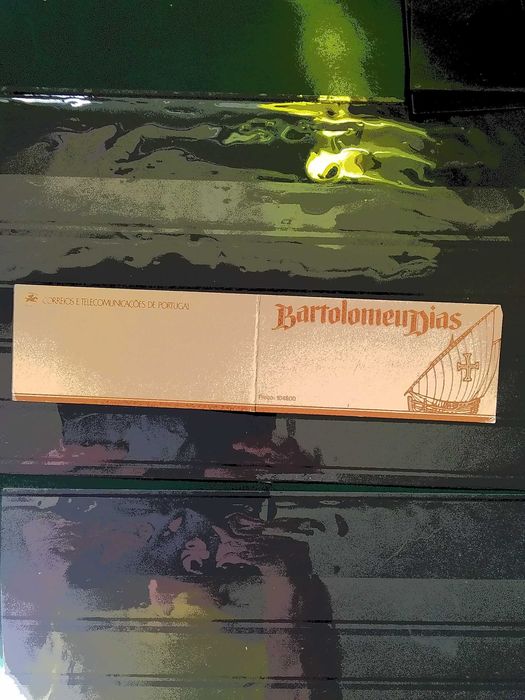 CORREIOS E TELECOMUNICAÇÕES DE PORTUGAL
Bartolomeu Dias
Preço: 104$00